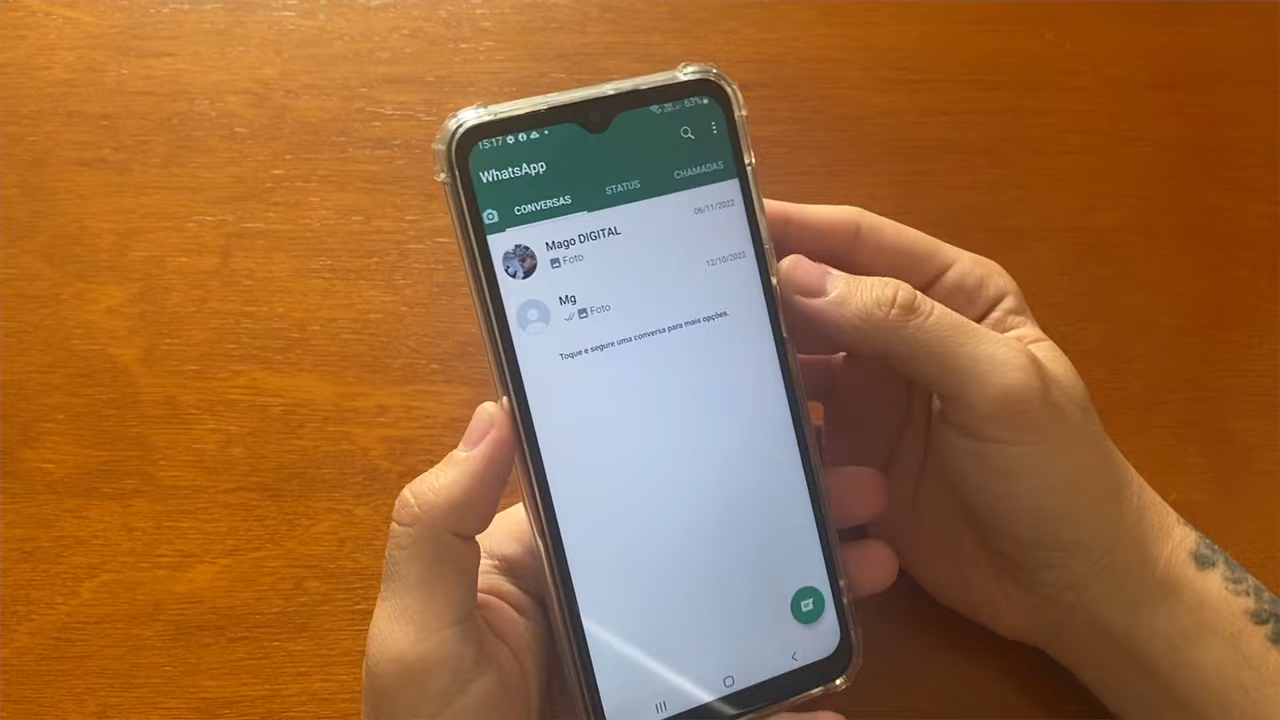 15:17 63%
WhatsApp
CONVERSAS STATUS CHAMADAS
Mago DIGITAL 06/11/2022
Foto
Mg 12/10/2022
Foto
Toque e segure uma conversa para mais opções.